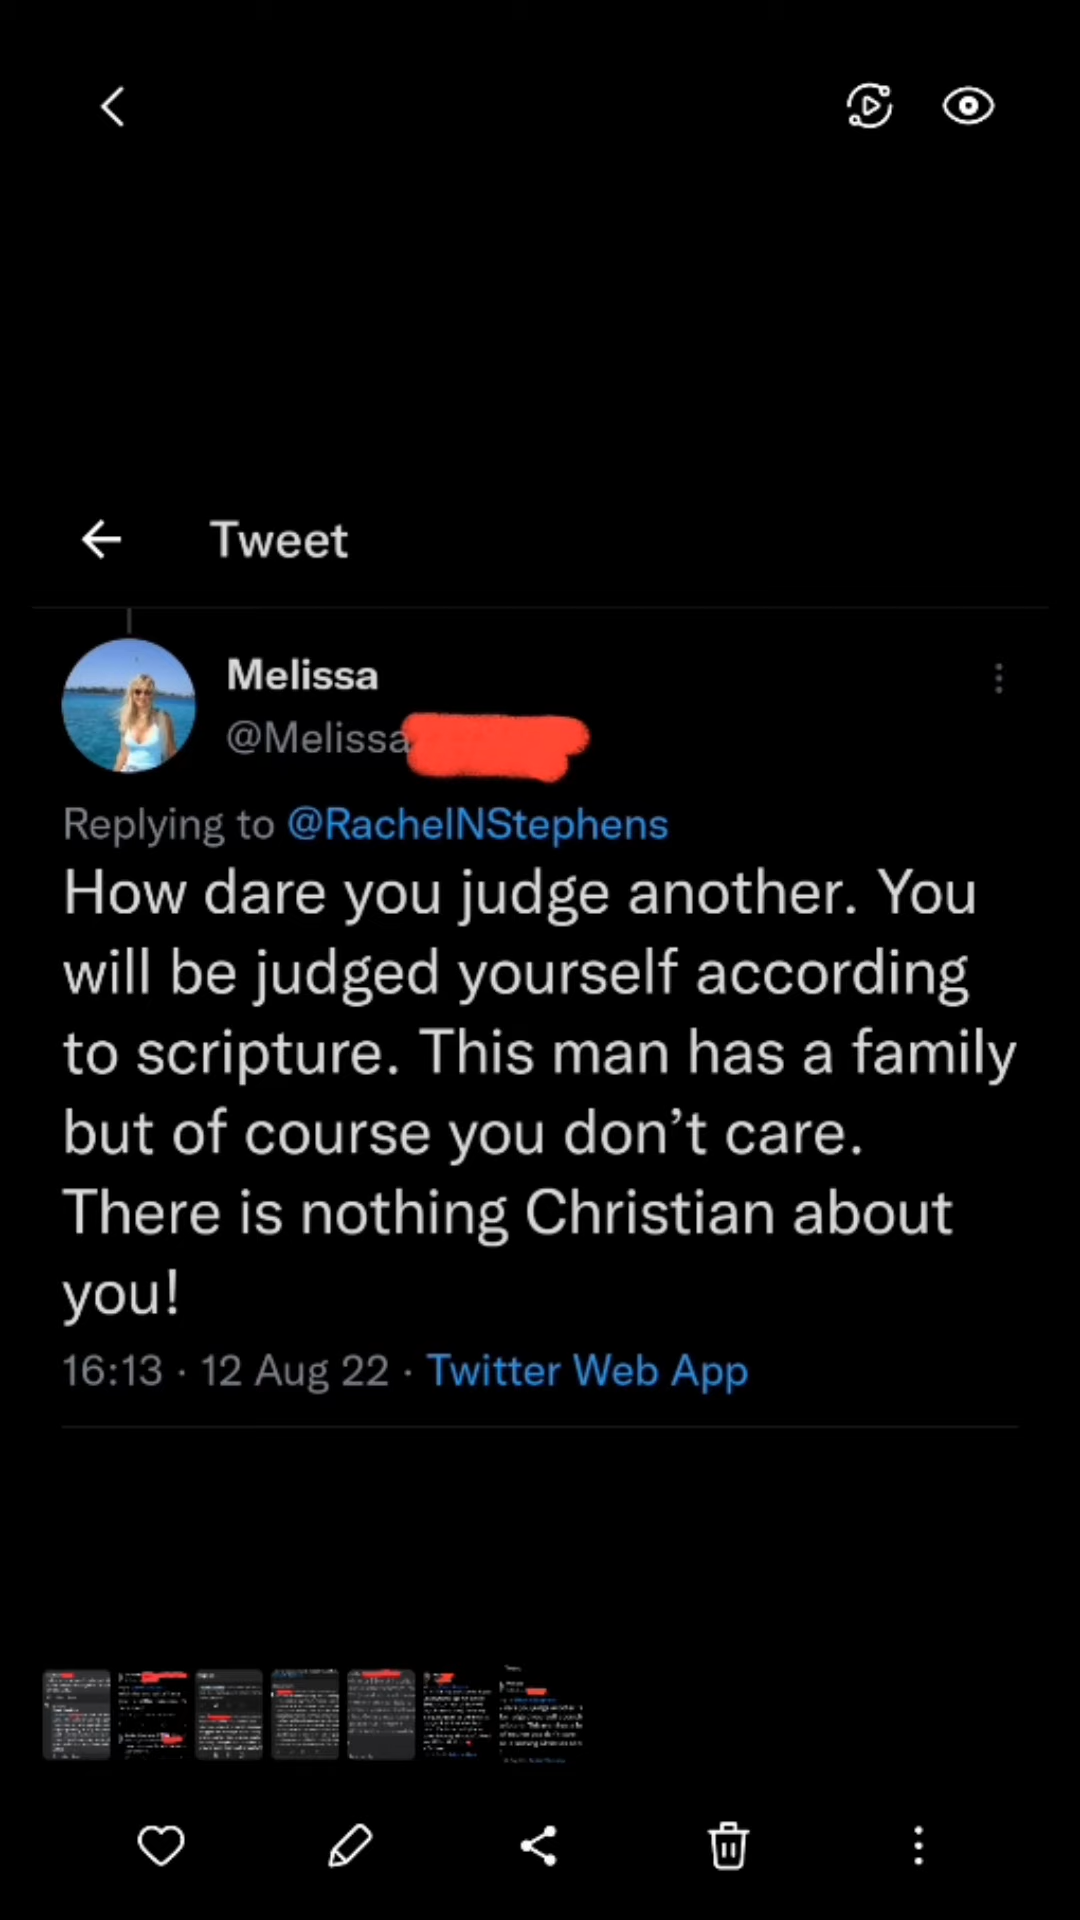 Tweet
Melissa
@Melissa
Replying to @RachelNStephens
How dare you judge another. You
will be judged yourself according
to scripture. This man has a family
but of course you don’t care.
There is nothing Christian about
you!
16:13 · 12 Aug 22 · Twitter Web App